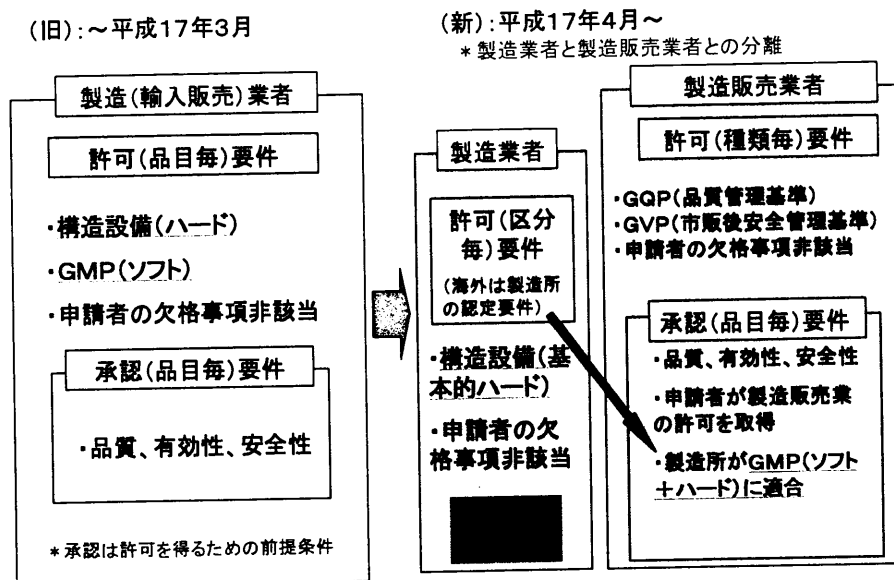 (旧):~平成17年3月
製造(輸入販売)業者
許可(品目毎)要件
・構造設備(ハード)
・GMP(ソフト)
・申請者の欠格事項非該当
承認(品目毎)要件
・品質、有効性、安全性
*承認は許可を得るための前提条件
(新):平成17年4月~
*製造業者と製造販売業者との分離
製造業者
許可(区分
毎)要件
(海外は製造所
の認定要件)
・構造設備(基
本的ハード)
・申請者の欠
格事項非該当
製造販売業者
許可(種類毎)要件
・GQP(品質管理基準)
・GVP(市販後安全管理基準)
・申請者の欠格事項非該当
承認(品目毎)要件
・品質、有効性、安全性
・申請者が製造販売業
の許可を取得
・製造所がGMP(ソフト
+ハード)に適合